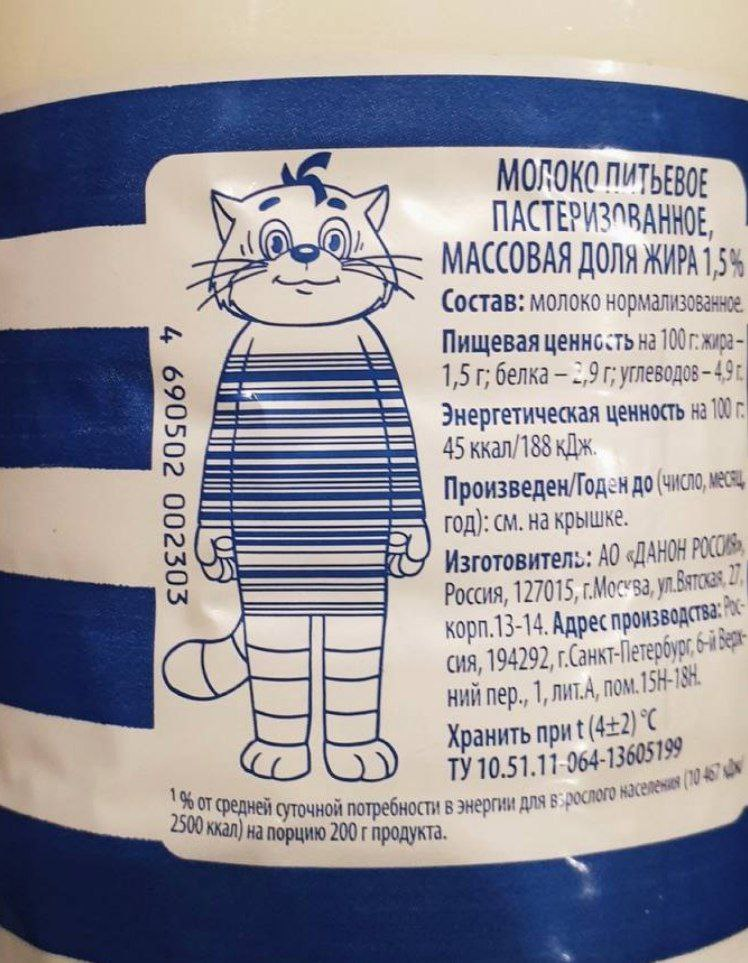 МОЛОКО ПИТЬЕВОЕ
ПАСТЕРИЗОВАННОЕ,
МАССОВАЯ ДОЛЯ ЖИРА 1,5%
Состав: молоко нормализованное.
Пищевая ценность на 100 г: жира –
1,5 г; белка – 2,9 г; углеводов – 4,9 г.
Энергетическая ценность на 100 г:
45 ккал/188 кДж.
Произведен/Годен до (число, месяц,
год): см. на крышке.
Изготовитель: АО «ДАНОН РОССИЯ»,
Россия, 127015, г.Москва, ул.Вятская, 27,
корп.13-14. Адрес производства: Рос-
сия, 194292, г.Санкт-Петербург, 6-й Верх-
ний пер., 1, лит.А, пом.15Н-18Н.
Хранить при t (4±2) °С
ТУ 10.51.11-064-13605199
4 690502 002303
1 % от средней суточной потребности в энергии для взрослого населения (10 467 кДж/
2500 ккал) на порцию 200 г продукта.